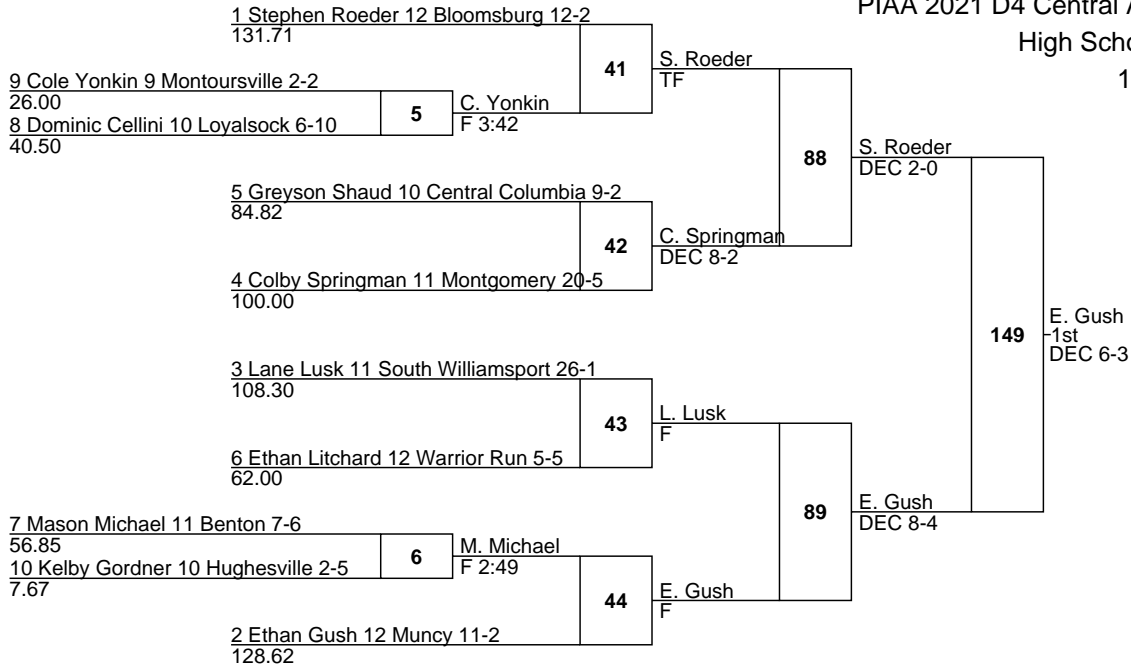 PIAA 2021 D4 Central A
High Scho
1
1 Stephen Roeder 12 Bloomsburg 12-2
131.71
9 Cole Yonkin 9 Montoursville 2-2
26.00
8 Dominic Cellini 10 Loyalsock 6-10
40.50
5
C. Yonkin
F 3:42
41
S. Roeder
TF
5 Greyson Shaud 10 Central Columbia 9-2
84.82
4 Colby Springman 11 Montgomery 20-5
100.00
42
C. Springman
DEC 8-2
88
S. Roeder
DEC 2-0
3 Lane Lusk 11 South Williamsport 26-1
108.30
6 Ethan Litchard 12 Warrior Run 5-5
62.00
43
L. Lusk
F
7 Mason Michael 11 Benton 7-6
56.85
10 Kelby Gordner 10 Hughesville 2-5
7.67
6
M. Michael
F 2:49
2 Ethan Gush 12 Muncy 11-2
128.62
44
E. Gush
F
89
E. Gush
DEC 8-4
149
E. Gush
1st
DEC 6-3